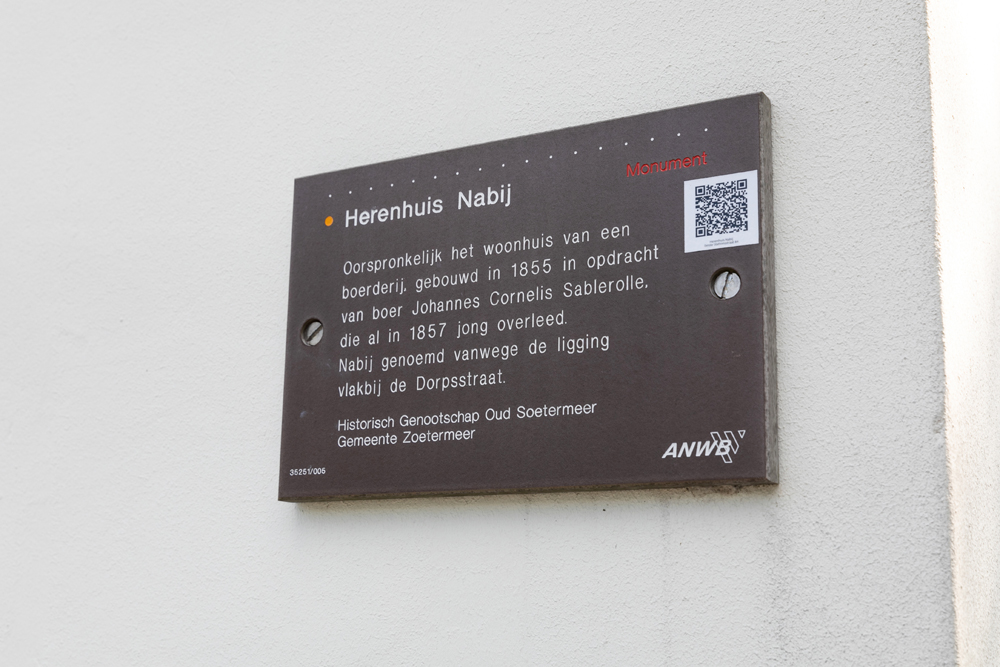 Monument
Herenhuis Nabij
Oorspronkelijk het woonhuis van een
boerderij, gebouwd in 1855 in opdracht
van boer Johannes Cornelis Sablerolle,
die al in 1857 jong overleed.
Nabij genoemd vanwege de ligging
vlakbij de Dorpsstraat.
Historisch Genootschap Oud Soetermeer
Gemeente Zoetermeer
35251/006
ANWB